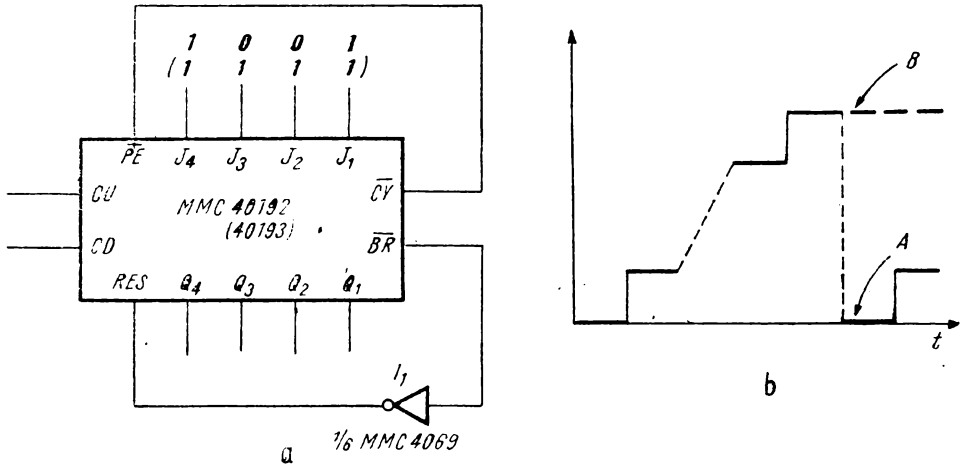 1 0 0 1
(1 1 1 1)
PE J4 J3 J2 J1
CU CY
MMC 40192
(40193)
CD BR
RES Q4 Q3 Q2 Q1
I1
1/6 MMC 4069
a
B
A
t
b